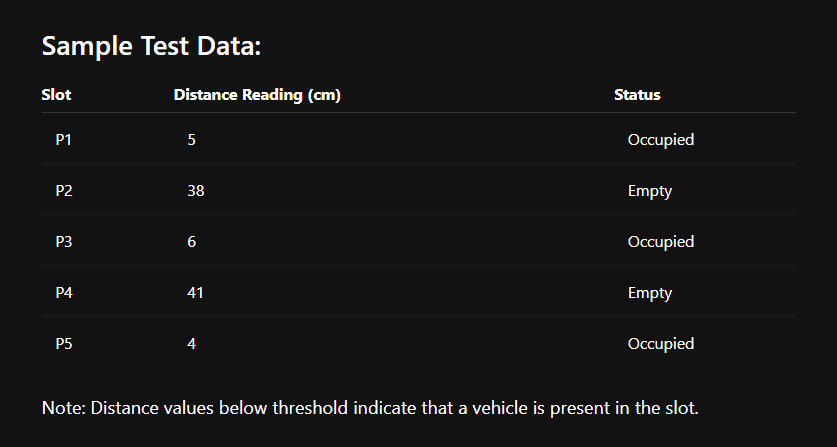 Sample Test Data:
Slot Distance Reading (cm) Status
P1 5 Occupied
P2 38 Empty
P3 6 Occupied
P4 41 Empty
P5 4 Occupied
Note: Distance values below threshold indicate that a vehicle is present in the slot.